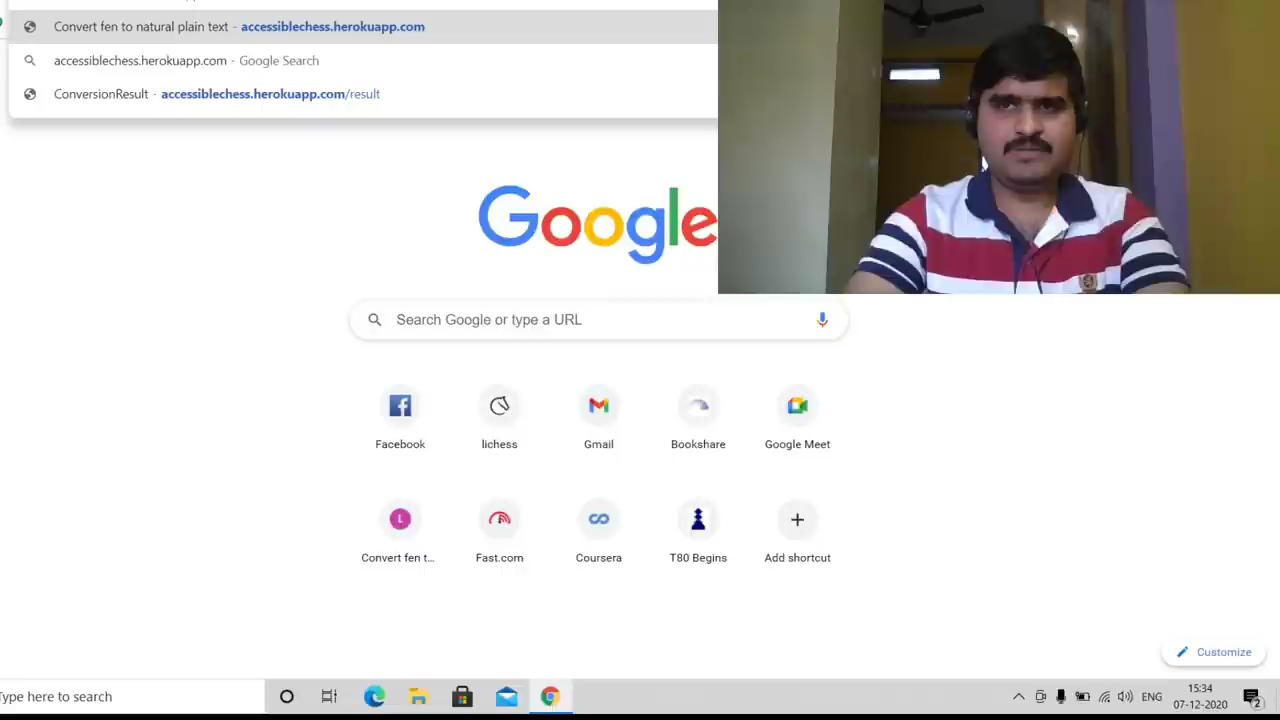 Convert fen to natural plain text - accessiblechess.herokuapp.com
accessiblechess.herokuapp.com - Google Search
ConversionResult - accessiblechess.herokuapp.com/result
Google
Search Google or type a URL
Facebook
lichess
Gmail
Bookshare
Google Meet
L
Convert fen t...
Fast.com
Coursera
T80 Begins
Add shortcut
Customize
Type here to search
ENG
15:34
07-12-2020
2